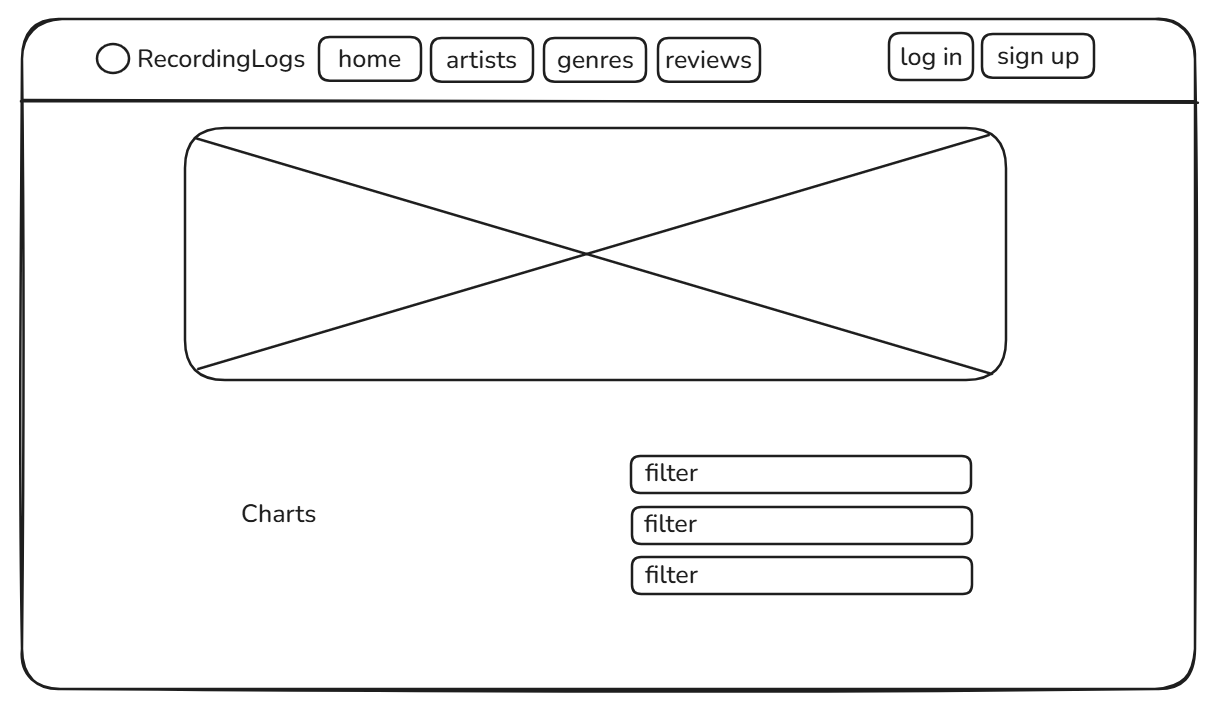 RecordingLogs home artists genres reviews log in sign up
filter
Charts
filter
filter